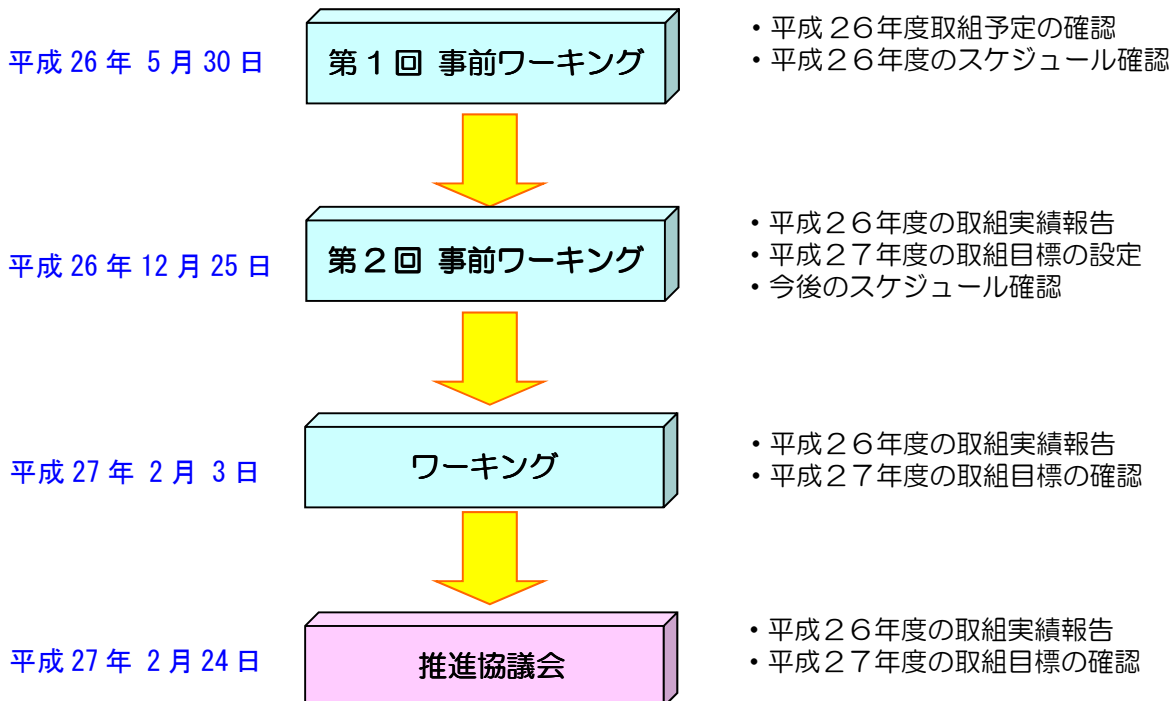 平成 26 年 5 月 30 日
第１回 事前ワーキング
・平成２６年度取組予定の確認
・平成２６年度のスケジュール確認
平成 26 年 12 月 25 日
第２回 事前ワーキング
・平成２６年度の取組実績報告
・平成２７年度の取組目標の設定
・今後のスケジュール確認
平成 27 年 2 月 3 日
ワーキング
・平成２６年度の取組実績報告
・平成２７年度の取組目標の確認
平成 27 年 2 月 24 日
推進協議会
・平成２６年度の取組実績報告
・平成２７年度の取組目標の確認